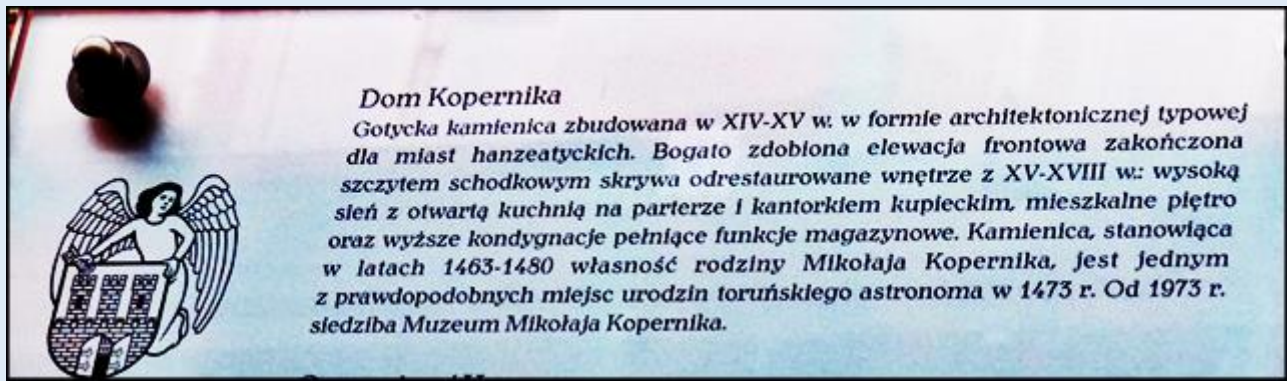 Dom Kopernika
Gotycka kamienica zbudowana w XIV-XV w. w formie architektonicznej typowej
dla miast hanzeatyckich. Bogato zdobiona elewacja frontowa zakończona
szczytem schodkowym skrywa odrestaurowane wnętrze z XV-XVIII w.: wysoką
sień z otwartą kuchnią na parterze i kantorkiem kupieckim, mieszkalne piętro
oraz wyższe kondygnacje pełniące funkcje magazynowe. Kamienica, stanowiąca
w latach 1463-1480 własność rodziny Mikołaja Kopernika, jest jednym
z prawdopodobnych miejsc urodzin toruńskiego astronoma w 1473 r. Od 1973 r.
siedziba Muzeum Mikołaja Kopernika.